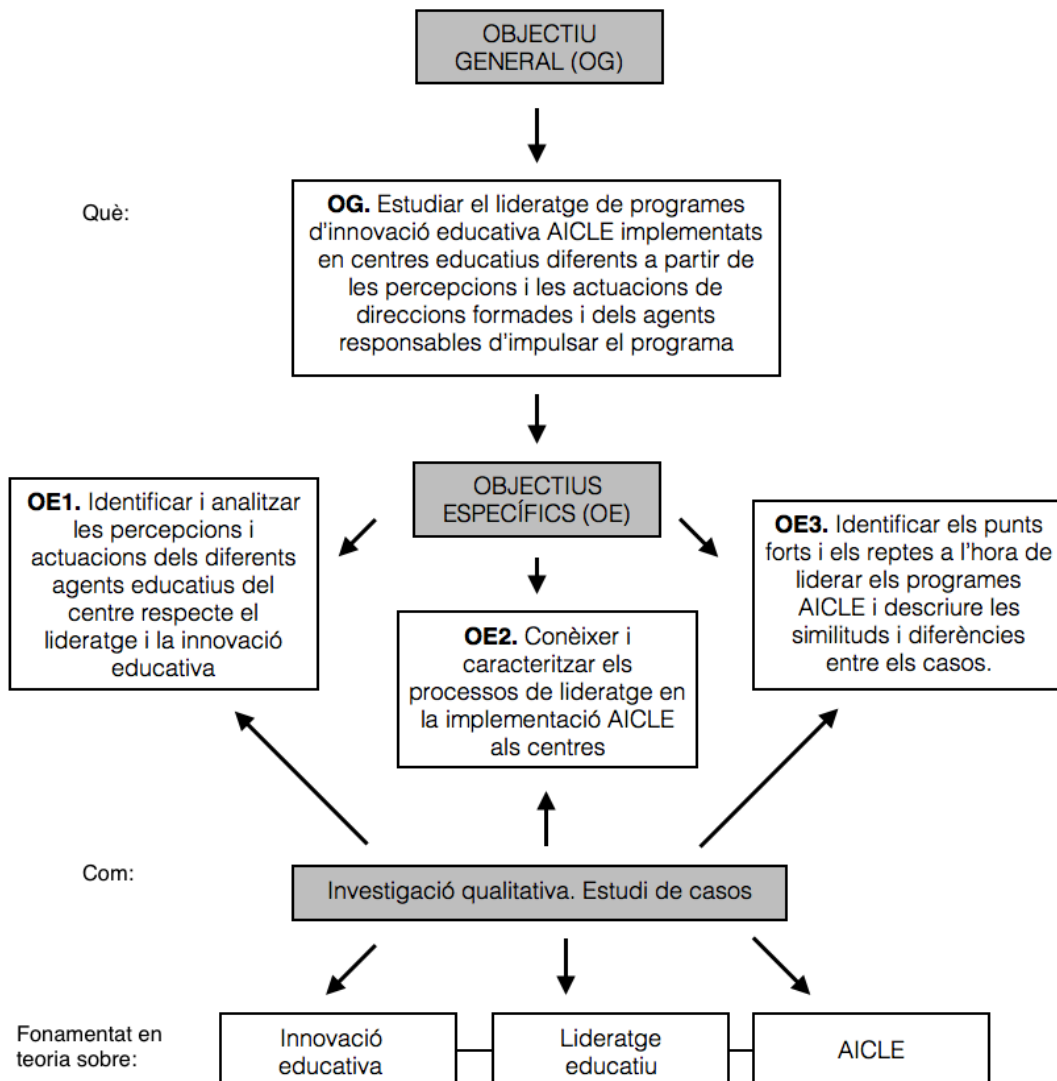 OBJECTIU
GENERAL (OG)
Què:
OG. Estudiar el lideratge de programes
d'innovació educativa AICLE implementats
en centres educatius diferents a partir de
les percepcions i les actuacions de
direccions formades i dels agents
responsables d'impulsar el programa
OBJECTIUS
ESPECÍFICS (OE)
OE1. Identificar i analitzar
les percepcions i
actuacions dels diferents
agents educatius del
centre respecte el
lideratge i la innovació
educativa
OE2. Conèixer i
caracteritzar els
processos de lideratge en
la implementació AICLE
als centres
OE3. Identificar els punts
forts i els reptes a l'hora de
liderar els programes
AICLE i descriure les
similituds i diferències
entre els casos.
Com:
Investigació qualitativa. Estudi de casos
Fonamentat en
teoria sobre:
Innovació
educativa
Lideratge
educatiu
AICLE